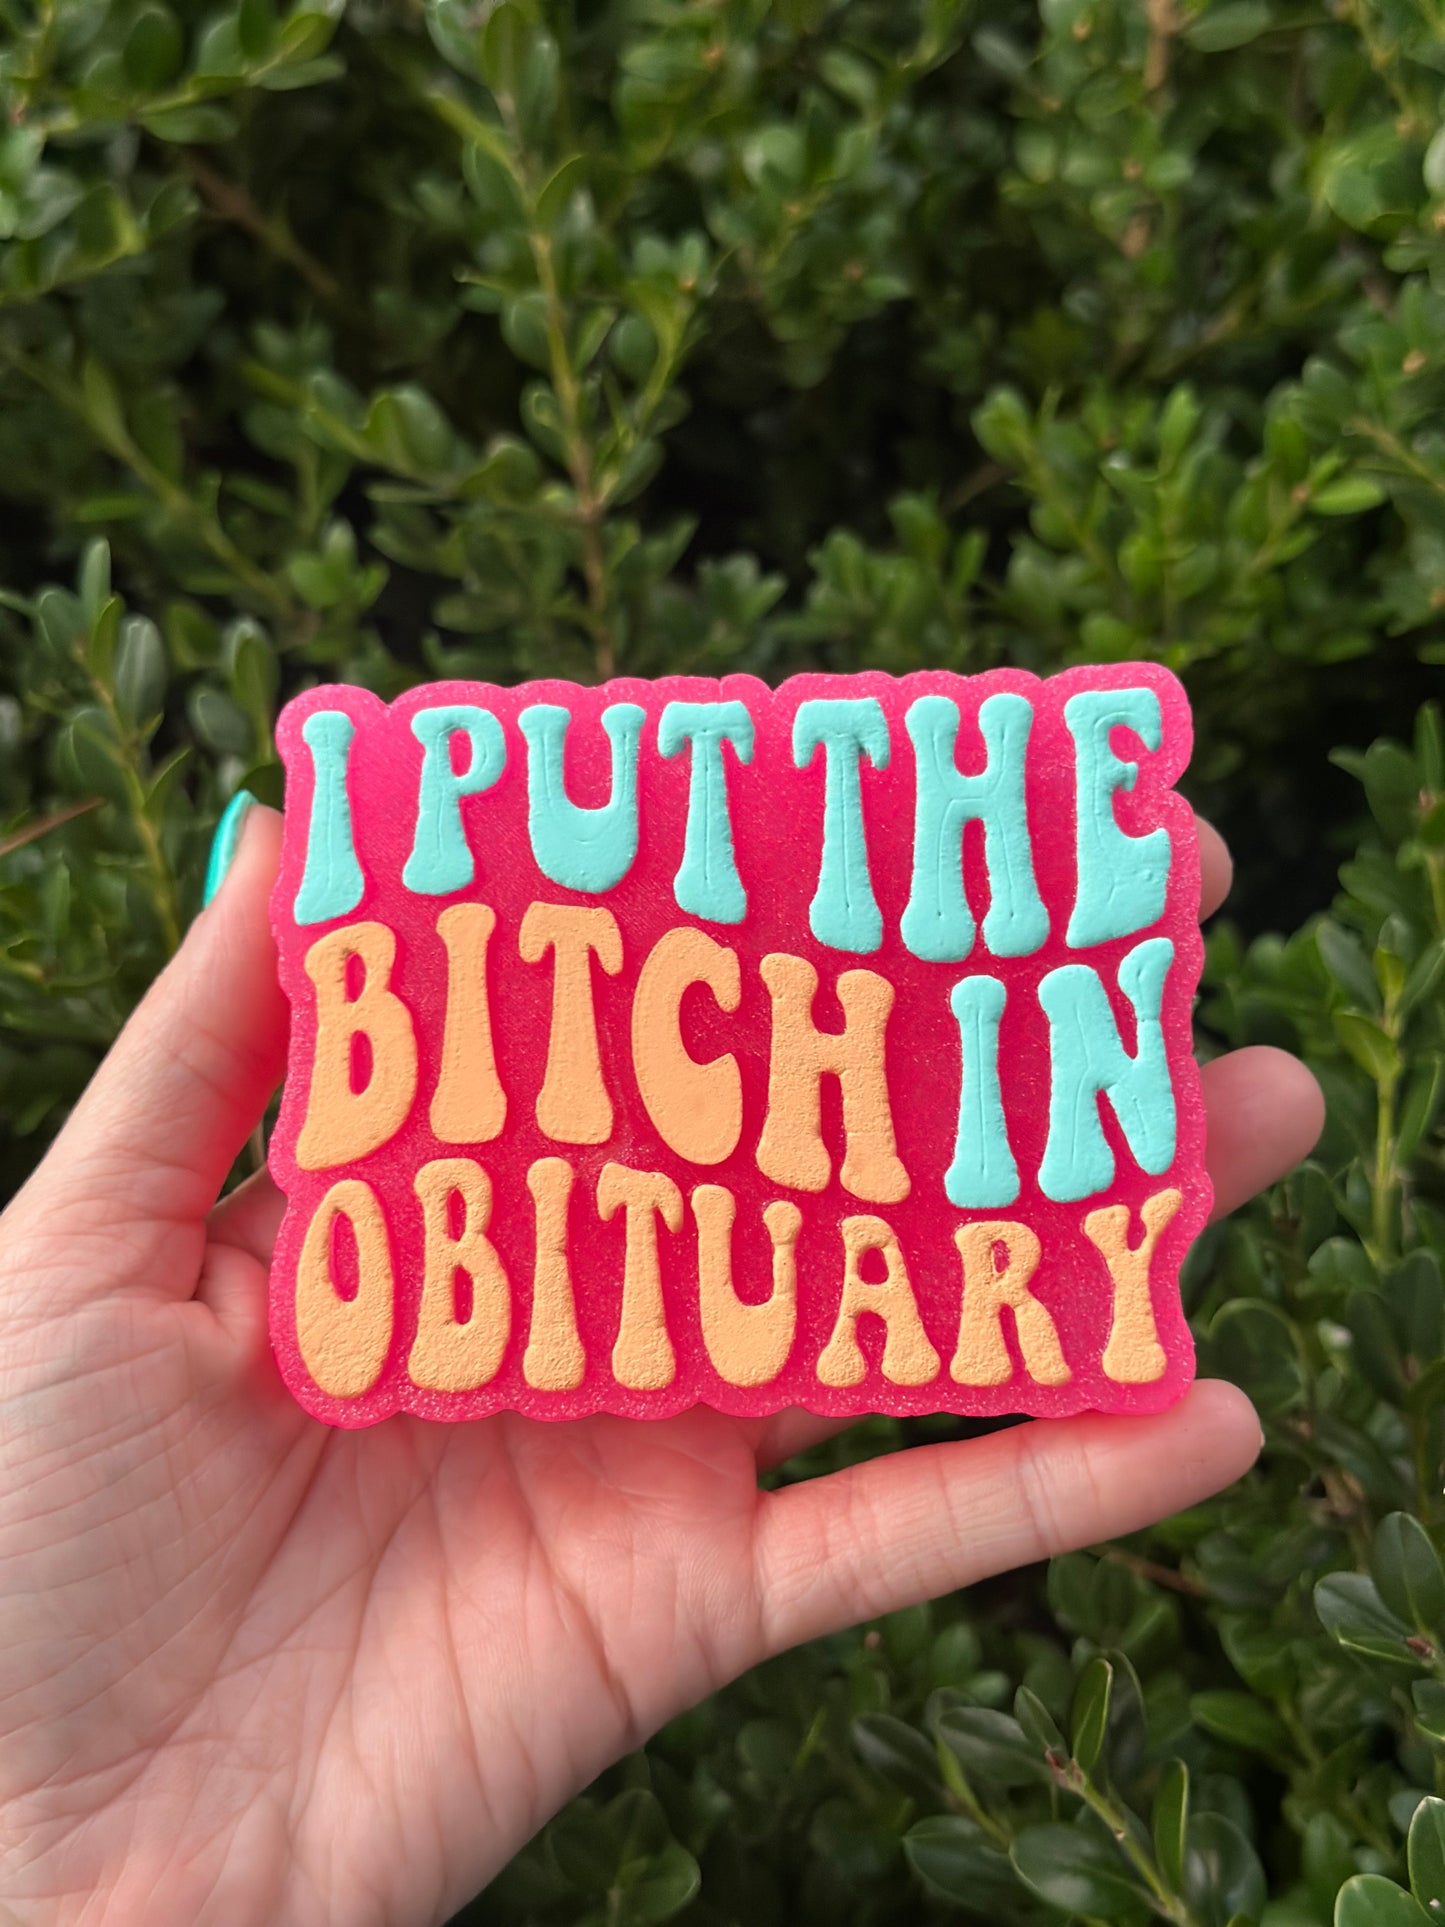 I PUT THE
BITCH IN
OBITUARY